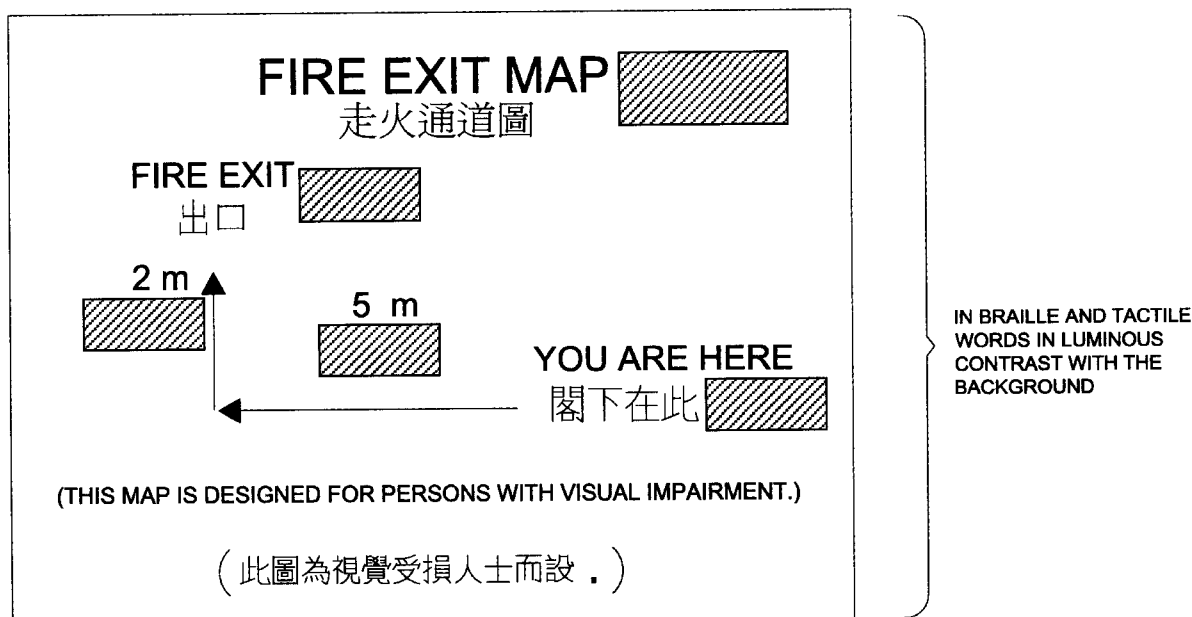 FIRE EXIT MAP
走火通道圖
FIRE EXIT
出口
2 m
5 m
YOU ARE HERE
閣下在此
(THIS MAP IS DESIGNED FOR PERSONS WITH VISUAL IMPAIRMENT.)
(此圖為視覺受損人士而設.)
IN BRAILLE AND TACTILE
WORDS IN LUMINOUS
CONTRAST WITH THE
BACKGROUND